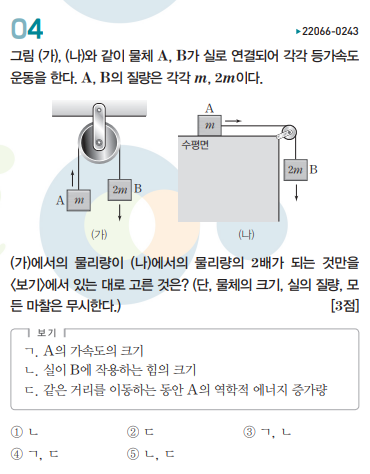 04
▶22066-0243
그림 (가), (나)와 같이 물체 A, B가 실로 연결되어 각각 등가속도
운동을 한다. A, B의 질량은 각각 m, 2m이다.
A m 2m B
(가)
A
m
수평면
2m B
(나)
(가)에서의 물리량이 (나)에서의 물리량의 2배가 되는 것만을
<보기>에서 있는 대로 고른 것은? (단, 물체의 크기, 실의 질량, 모
든 마찰은 무시한다.) [3점]
보기
ㄱ. A의 가속도의 크기
ㄴ. 실이 B에 작용하는 힘의 크기
ㄷ. 같은 거리를 이동하는 동안 A의 역학적 에너지 증가량
① ㄴ ② ㄷ ③ ㄱ, ㄴ
④ ㄱ, ㄷ ⑤ ㄴ, ㄷ